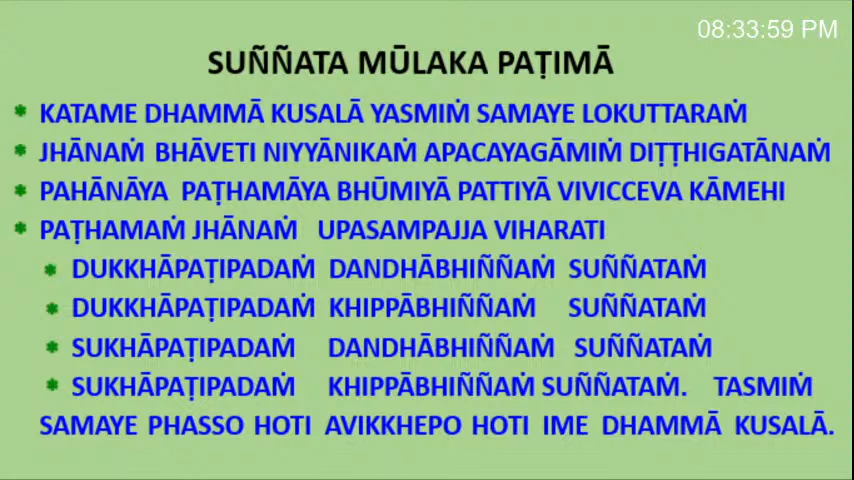 08:33:59 PM
SUÑÑATA MŪLAKA PAṬIMĀ
* KATAME DHAMMĀ KUSALĀ YASMIṀ SAMAYE LOKUTTARAṀ
* JHĀNAṀ BHĀVETI NIYYĀNIKAṀ APACAYAGĀMIṀ DIṬṬHIGATĀNAṀ
* PAHĀNĀYA PAṬHAMĀYA BHŪMIYĀ PATTIYĀ VIVICCEVA KĀMEHI
* PAṬHAMAṀ JHĀNAṀ UPASAMPAJJA VIHARATI
* DUKKHĀPAṬIPADAṀ DANDHĀBHIÑÑAṀ SUÑÑATAṀ
* DUKKHĀPAṬIPADAṀ KHIPPĀBHIÑÑAṀ SUÑÑATAṀ
* SUKHĀPAṬIPADAṀ DANDHĀBHIÑÑAṀ SUÑÑATAṀ
* SUKHĀPAṬIPADAṀ KHIPPĀBHIÑÑAṀ SUÑÑATAṀ. TASMIṀ
SAMAYE PHASSO HOTI AVIKKHEPO HOTI IME DHAMMĀ KUSALĀ.